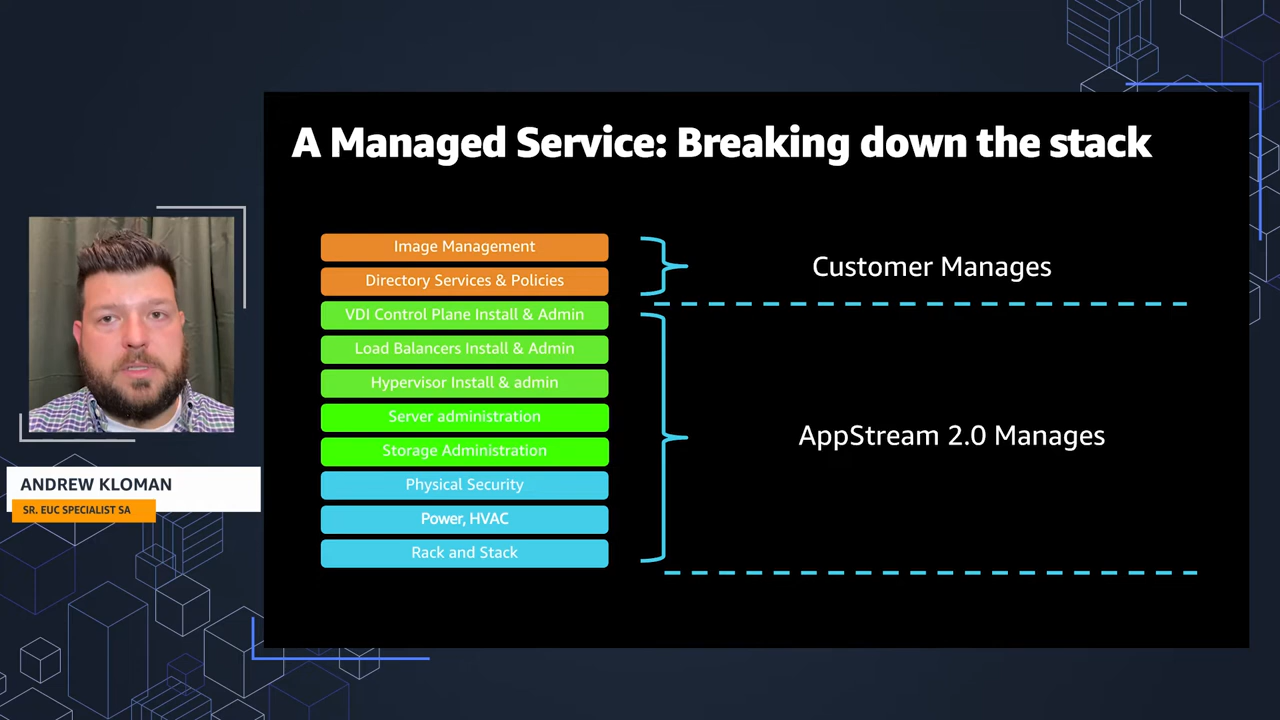 A Managed Service: Breaking down the stack
Image Management
Directory Services & Policies
VDI Control Plane Install & Admin
Load Balancers Install & Admin
Hypervisor Install & admin
Server administration
Storage Administration
Physical Security
Power, HVAC
Rack and Stack
Customer Manages
AppStream 2.0 Manages
ANDREW KLOMAN
SR. EUC SPECIALIST SA